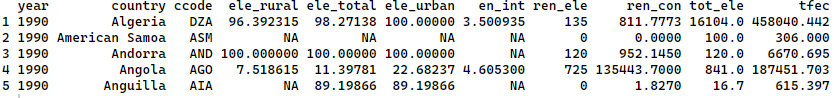 year country ccode ele_rural ele_total ele_urban en_int ren_ele ren_con tot_ele tfec
1 1990 Algeria DZA 96.392315 98.27138 100.00000 3.500935 135 811.7773 16104.0 458040.442
2 1990 American Samoa ASM NA NA NA NA 0 0.0000 100.0 306.000
3 1990 Andorra AND 100.000000 100.00000 100.00000 NA 120 952.1450 120.0 6670.695
4 1990 Angola AGO 7.518615 11.39781 22.68237 4.605300 725 135443.7000 841.0 187451.703
5 1990 Anguilla AIA NA 89.19866 89.19866 NA 0 1.8270 16.7 615.397